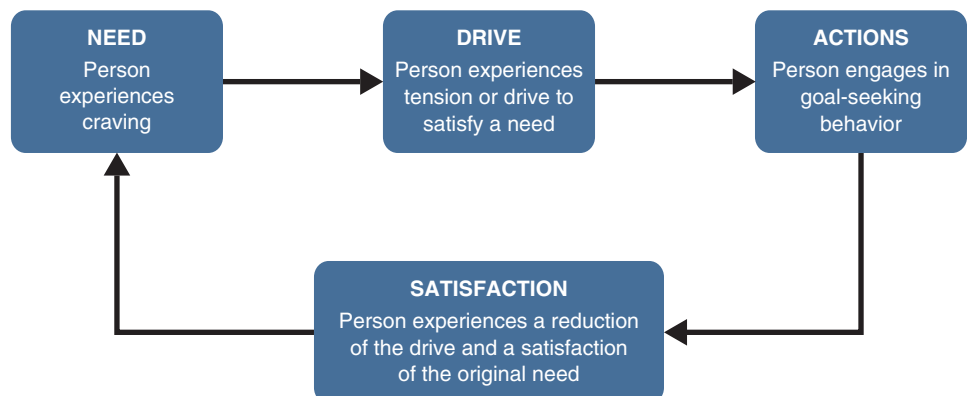 NEED
Person
experiences
craving
DRIVE
Person experiences
tension or drive to
satisfy a need
ACTIONS
Person engages in
goal-seeking
behavior
SATISFACTION
Person experiences a reduction
of the drive and a satisfaction
of the original need